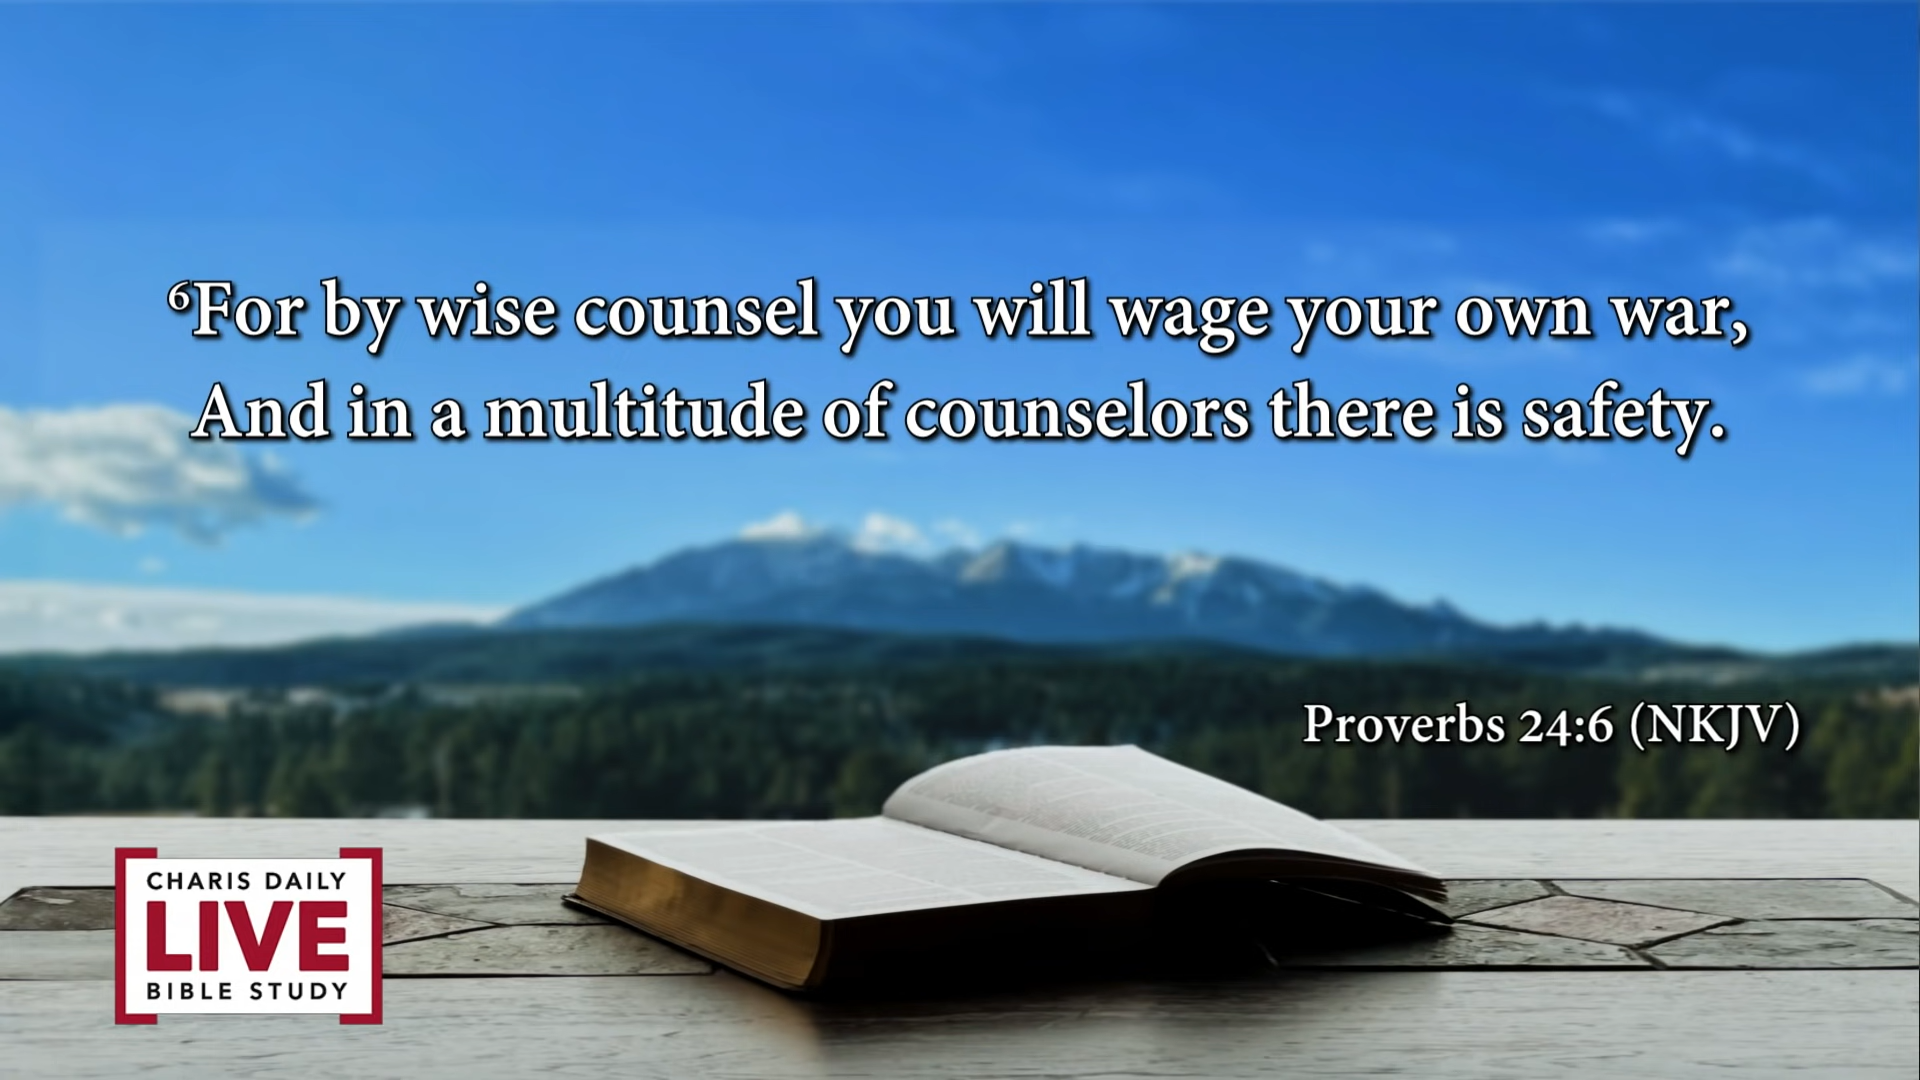 ⁶For by wise counsel you will wage your own war,
And in a multitude of counselors there is safety.
Proverbs 24:6 (NKJV)
CHARIS DAILY
LIVE
BIBLE STUDY